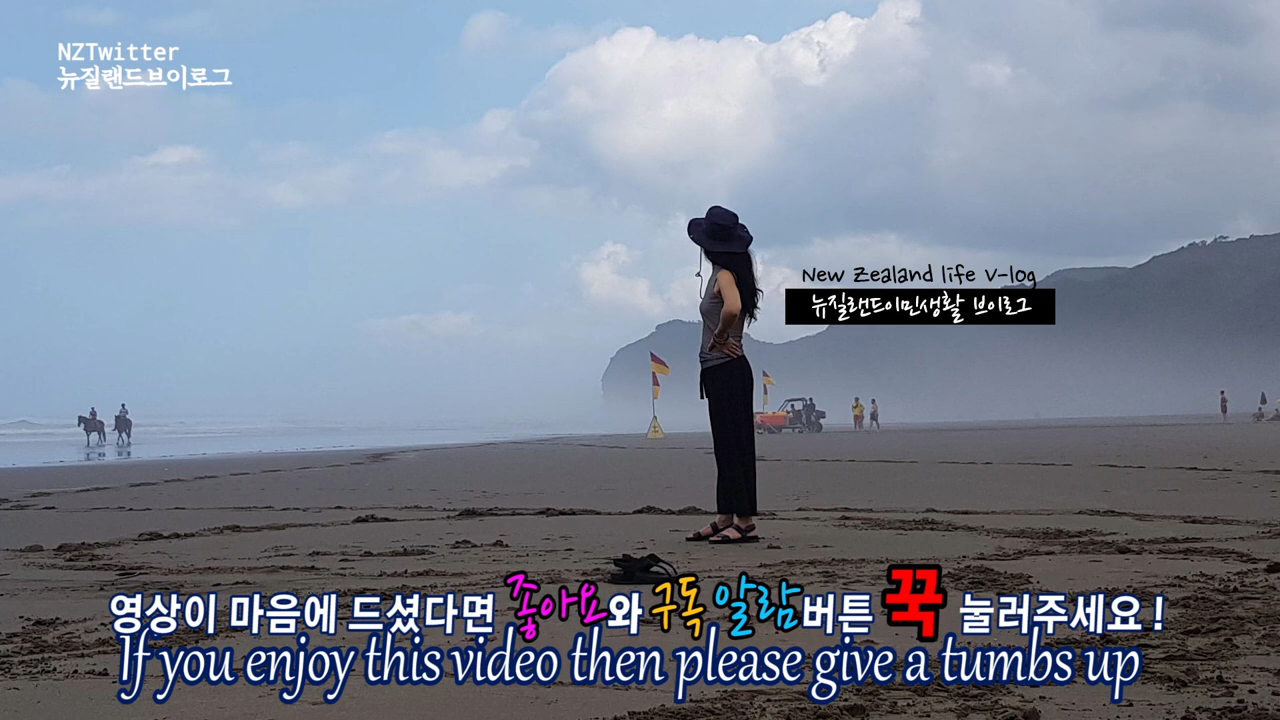 NZTwitter
뉴질랜드브이로그
New Zealand life V-log
뉴질랜드이민생활 브이로그
영상이 마음에 드셨다면 좋아요와 구독 알람버튼 꾹 눌러주세요!
If you enjoy this video then please give a tumbs up